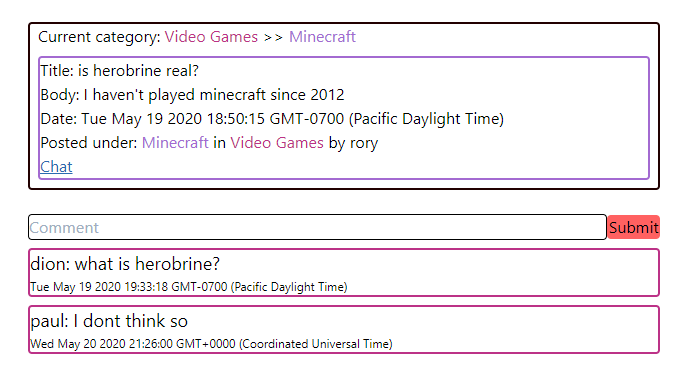 Current category: Video Games >> Minecraft
Title: is herobrine real?
Body: I haven't played minecraft since 2012
Date: Tue May 19 2020 18:50:15 GMT-0700 (Pacific Daylight Time)
Posted under: Minecraft in Video Games by rory
Chat
Comment Submit
dion: what is herobrine?
Tue May 19 2020 19:33:18 GMT-0700 (Pacific Daylight Time)
paul: I dont think so
Wed May 20 2020 21:26:00 GMT+0000 (Coordinated Universal Time)